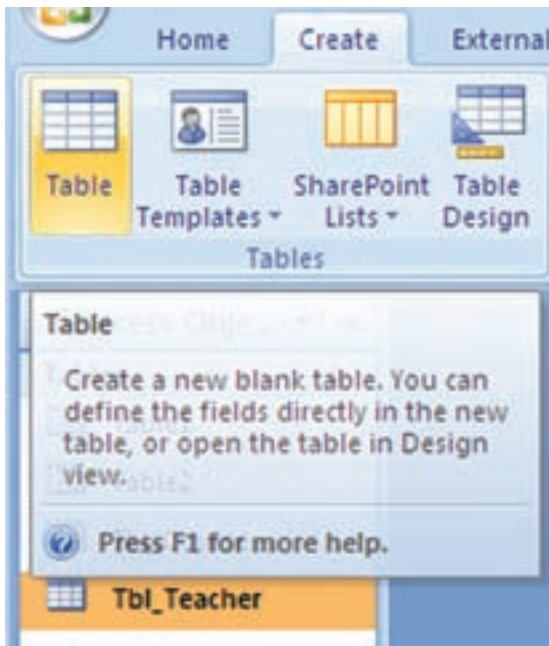 Home Create External
Table Table Templates SharePoint Lists Table Design
Tables
Table
Create a new blank table. You can
define the fields directly in the new
table, or open the table in Design
view.
Table2
Press F1 for more help.
Tbl_Teacher